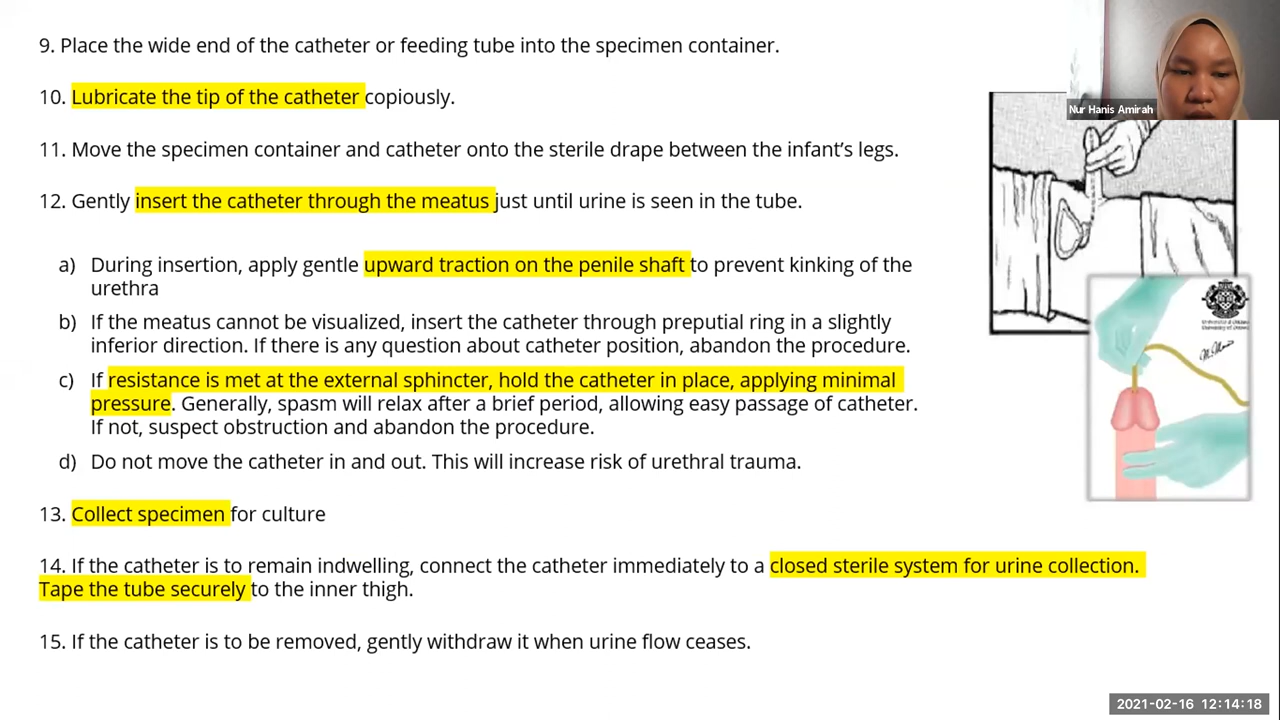 9. Place the wide end of the catheter or feeding tube into the specimen container.
10. Lubricate the tip of the catheter copiously.
11. Move the specimen container and catheter onto the sterile drape between the infant’s legs.
12. Gently insert the catheter through the meatus just until urine is seen in the tube.
a) During insertion, apply gentle upward traction on the penile shaft to prevent kinking of the
urethra
b) If the meatus cannot be visualized, insert the catheter through preputial ring in a slightly
inferior direction. If there is any question about catheter position, abandon the procedure.
c) If resistance is met at the external sphincter, hold the catheter in place, applying minimal
pressure. Generally, spasm will relax after a brief period, allowing easy passage of catheter.
If not, suspect obstruction and abandon the procedure.
d) Do not move the catheter in and out. This will increase risk of urethral trauma.
13. Collect specimen for culture
14. If the catheter is to remain indwelling, connect the catheter immediately to a closed sterile system for urine collection.
Tape the tube securely to the inner thigh.
15. If the catheter is to be removed, gently withdraw it when urine flow ceases.
Nur Hanis Amirah
2021-02-16 12:14:18